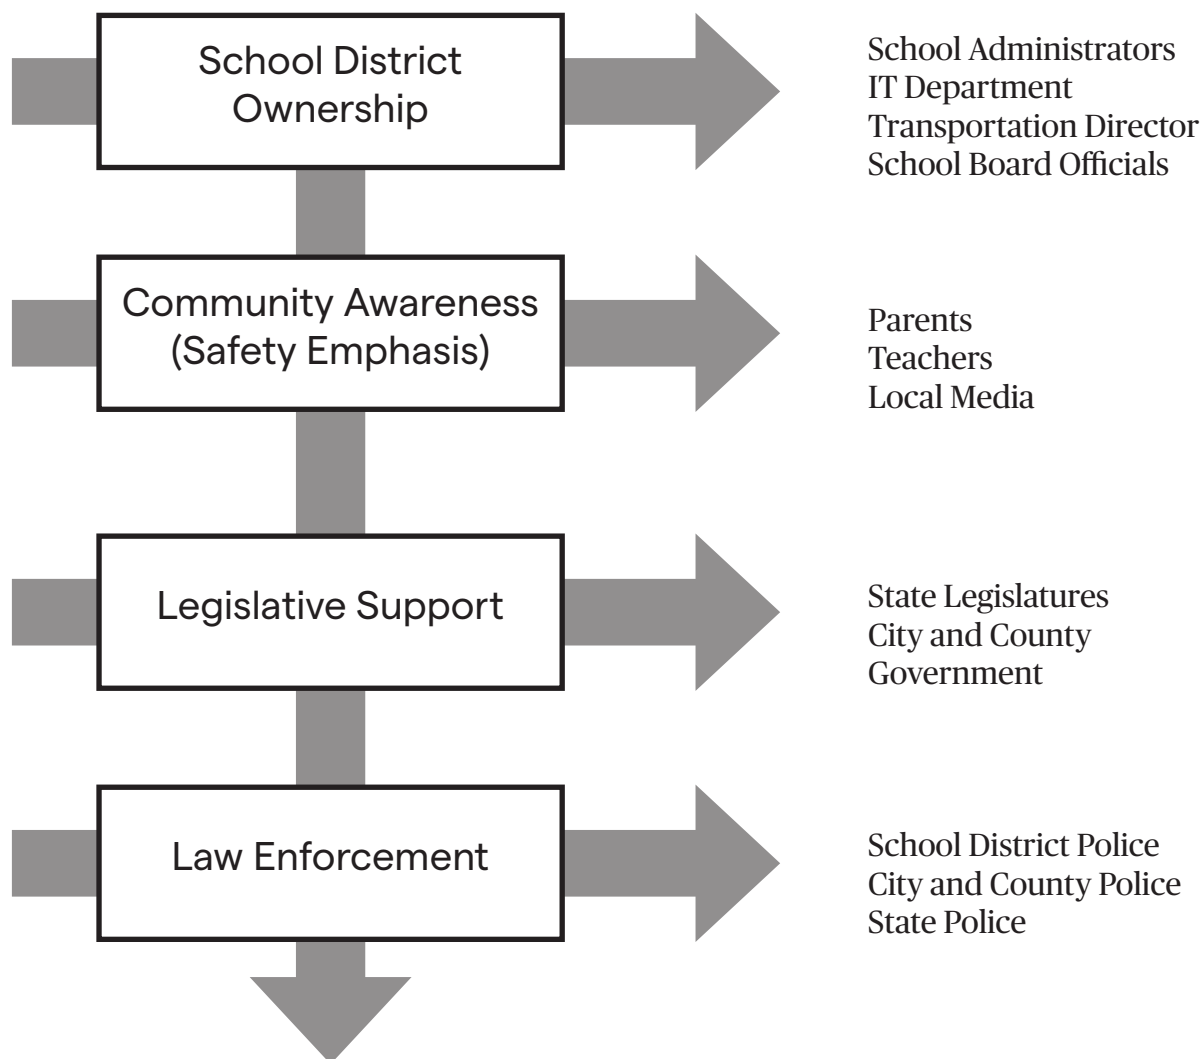 School District
Ownership
School Administrators
IT Department
Transportation Director
School Board Officials
Community Awareness
(Safety Emphasis)
Parents
Teachers
Local Media
Legislative Support
State Legislatures
City and County
Government
Law Enforcement
School District Police
City and County Police
State Police